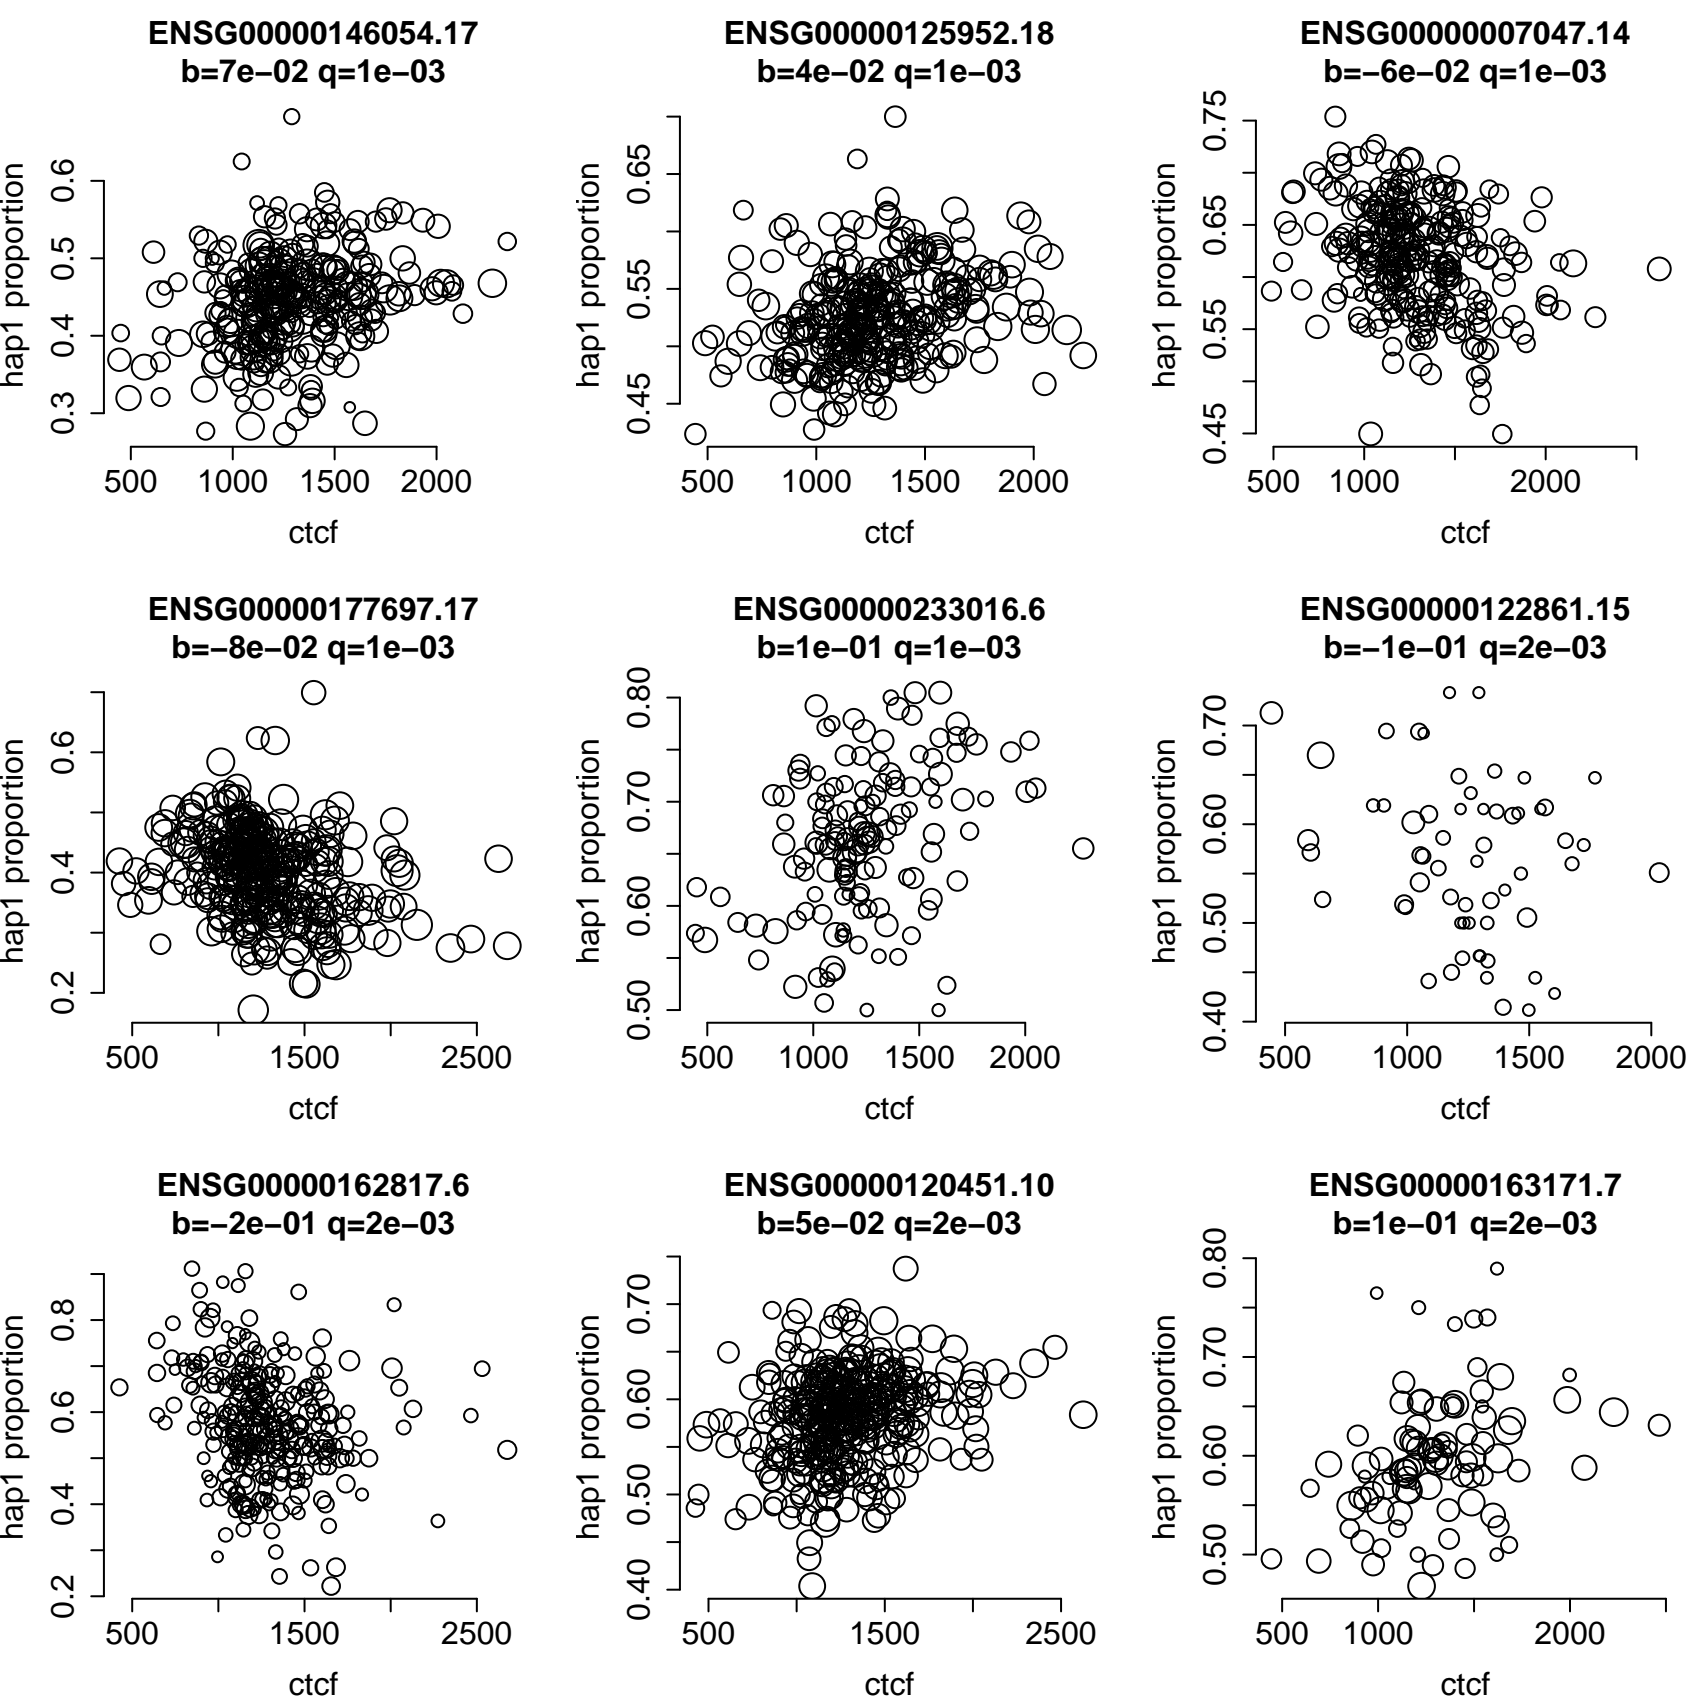 ENSG00000146054.17
b=7e−02 q=1e−03
hap1 proportion
0.3 0.4 0.5 0.6
500 1000 1500 2000
ctcf
ENSG00000125952.18
b=4e−02 q=1e−03
hap1 proportion
0.45 0.55 0.65
500 1000 1500 2000
ctcf
ENSG00000007047.14
b=−6e−02 q=1e−03
hap1 proportion
0.45 0.55 0.65 0.75
500 1000 2000
ctcf
ENSG00000177697.17
b=−8e−02 q=1e−03
hap1 proportion
0.2 0.4 0.6
500 1500 2500
ctcf
ENSG00000233016.6
b=1e−01 q=1e−03
hap1 proportion
0.50 0.60 0.70 0.80
500 1000 1500 2000
ctcf
ENSG00000122861.15
b=−1e−01 q=2e−03
hap1 proportion
0.40 0.50 0.60 0.70
500 1000 1500 2000
ctcf
ENSG00000162817.6
b=−2e−01 q=2e−03
hap1 proportion
0.2 0.4 0.6 0.8
500 1500 2500
ctcf
ENSG00000120451.10
b=5e−02 q=2e−03
hap1 proportion
0.40 0.50 0.60 0.70
500 1500 2500
ctcf
ENSG00000163171.7
b=1e−01 q=2e−03
hap1 proportion
0.50 0.60 0.70 0.80
500 1000 2000
ctcf